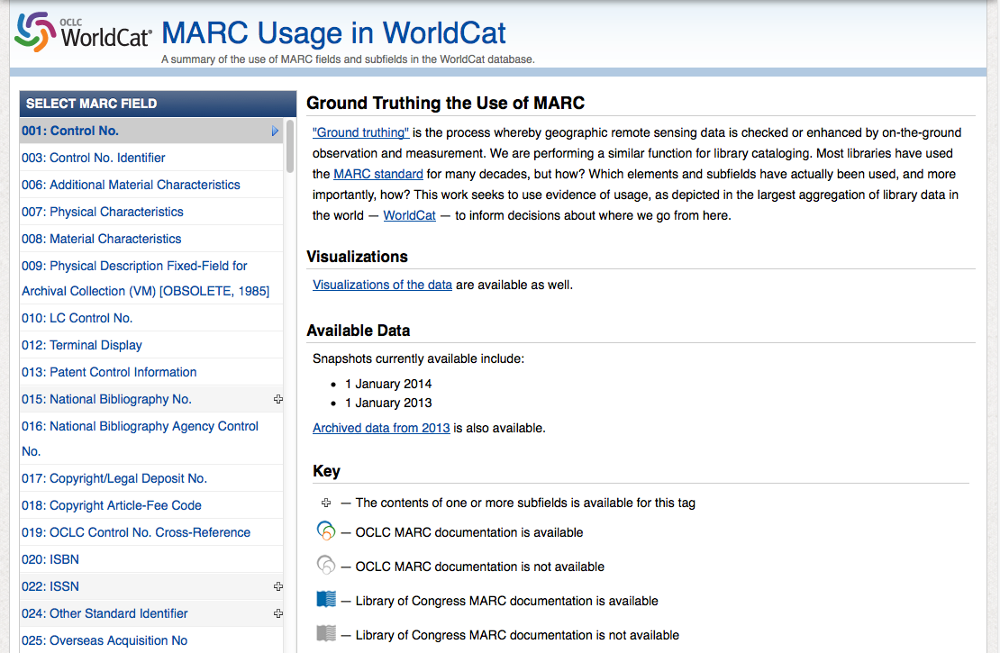 OCLC
WorldCat®
MARC Usage in WorldCat
A summary of the use of MARC fields and subfields in the WorldCat database.
SELECT MARC FIELD
001: Control No.
003: Control No. Identifier
006: Additional Material Characteristics
007: Physical Characteristics
008: Material Characteristics
009: Physical Description Fixed-Field for
Archival Collection (VM) [OBSOLETE, 1985]
010: LC Control No.
012: Terminal Display
013: Patent Control Information
015: National Bibliography No.
016: National Bibliography Agency Control
No.
017: Copyright/Legal Deposit No.
018: Copyright Article-Fee Code
019: OCLC Control No. Cross-Reference
020: ISBN
022: ISSN
024: Other Standard Identifier
025: Overseas Acquisition No
Ground Truthing the Use of MARC
"Ground truthing" is the process whereby geographic remote sensing data is checked or enhanced by on-the-ground
observation and measurement. We are performing a similar function for library cataloging. Most libraries have used
the MARC standard for many decades, but how? Which elements and subfields have actually been used, and more
importantly, how? This work seeks to use evidence of usage, as depicted in the largest aggregation of library data in
the world — WorldCat — to inform decisions about where we go from here.
Visualizations
Visualizations of the data are available as well.
Available Data
Snapshots currently available include:
• 1 January 2014
• 1 January 2013
Archived data from 2013 is also available.
Key
— The contents of one or more subfields is available for this tag
— OCLC MARC documentation is available
— OCLC MARC documentation is not available
— Library of Congress MARC documentation is available
— Library of Congress MARC documentation is not available